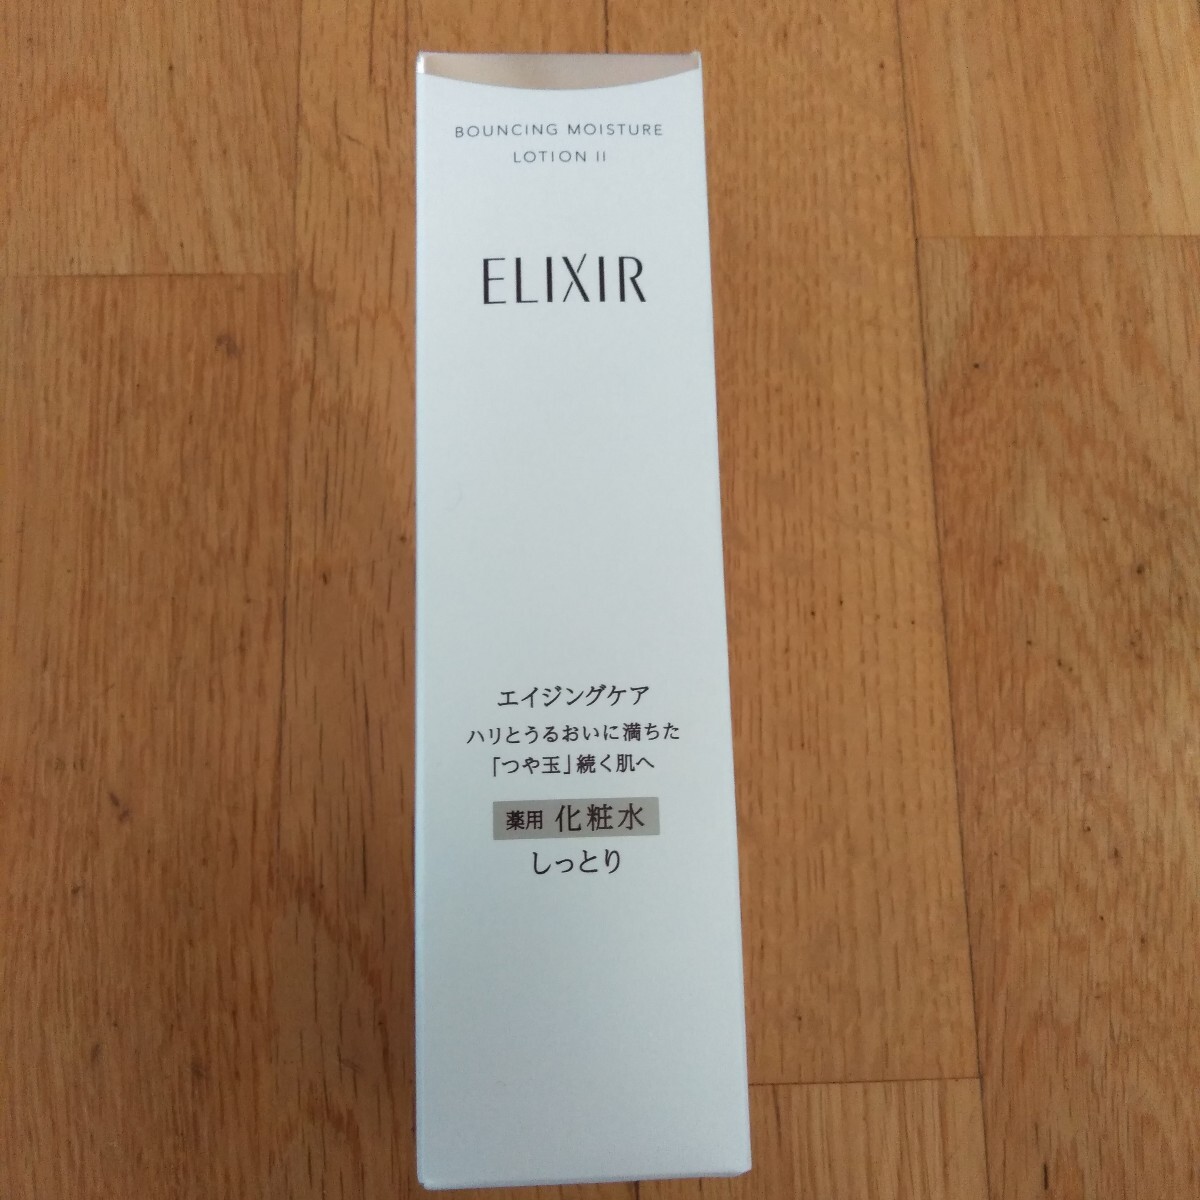 BOUNCING MOISTURE
LOTION II
ELIXIR
エイジングケア
ハリとうるおいに満ちた
「つや玉」続く肌へ
薬用 化粧水
しっとり